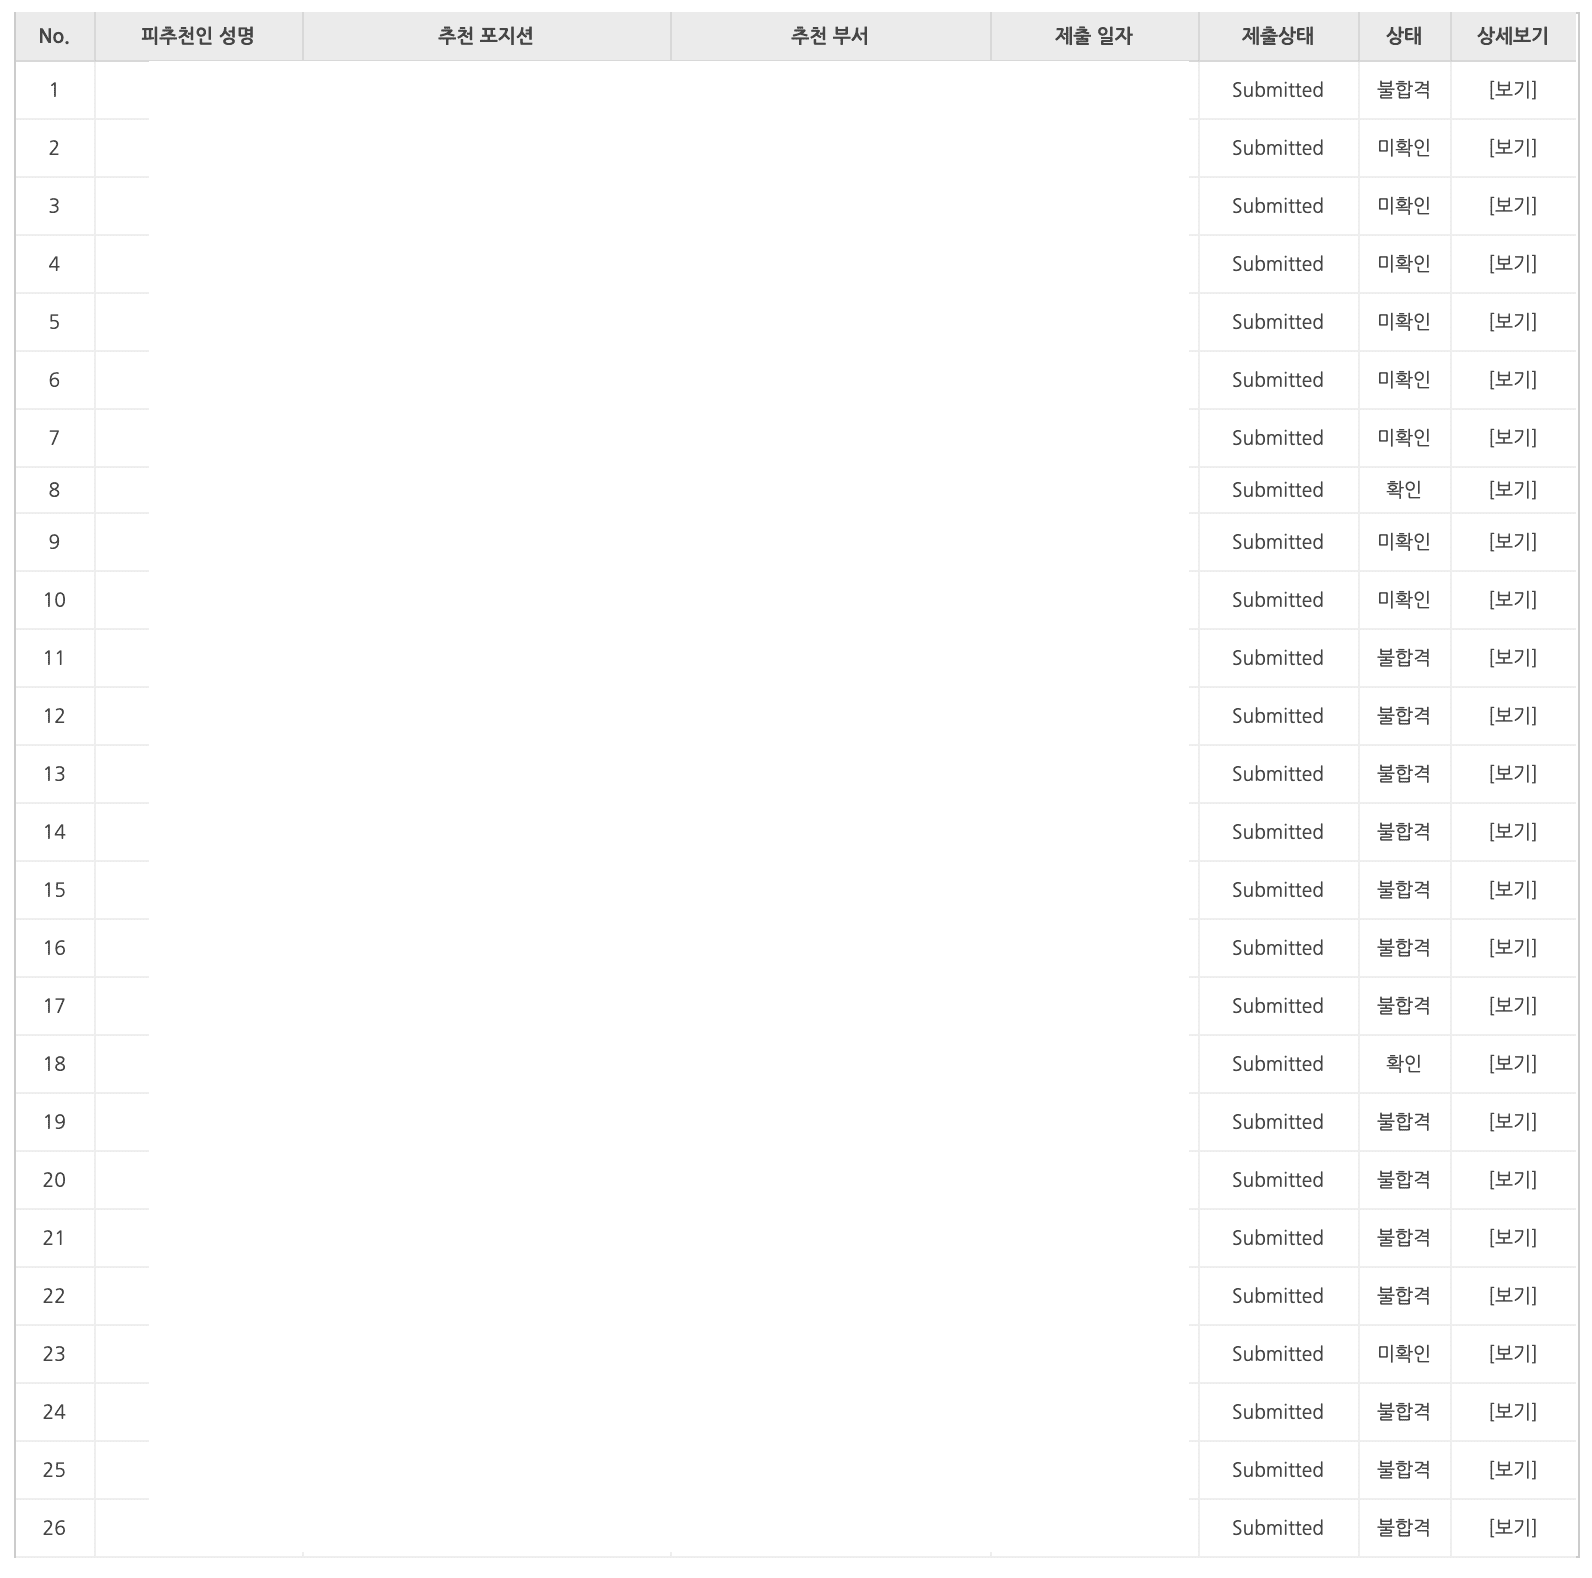 No. 피추천인 성명 추천 포지션 추천 부서 제출 일자 제출상태 상태 상세보기
1 Submitted 불합격 [보기]
2 Submitted 미확인 [보기]
3 Submitted 미확인 [보기]
4 Submitted 미확인 [보기]
5 Submitted 미확인 [보기]
6 Submitted 미확인 [보기]
7 Submitted 미확인 [보기]
8 Submitted 확인 [보기]
9 Submitted 미확인 [보기]
10 Submitted 미확인 [보기]
11 Submitted 불합격 [보기]
12 Submitted 불합격 [보기]
13 Submitted 불합격 [보기]
14 Submitted 불합격 [보기]
15 Submitted 불합격 [보기]
16 Submitted 불합격 [보기]
17 Submitted 불합격 [보기]
18 Submitted 확인 [보기]
19 Submitted 불합격 [보기]
20 Submitted 불합격 [보기]
21 Submitted 불합격 [보기]
22 Submitted 불합격 [보기]
23 Submitted 미확인 [보기]
24 Submitted 불합격 [보기]
25 Submitted 불합격 [보기]
26 Submitted 불합격 [보기]